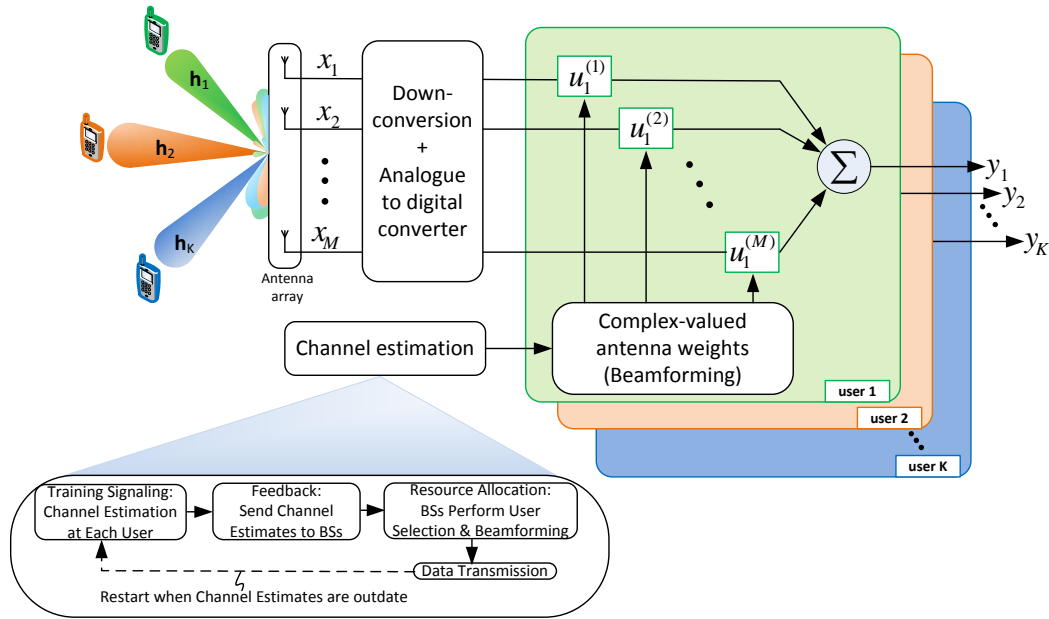 h1
h2
hK
x1
x2
xM
Antenna
array
Down-
conversion
+
Analogue
to digital
converter
u1(1)
u1(2)
u1(M)
Σ
y1
y2
yK
Channel estimation
Complex-valued
antenna weights
(Beamforming)
user 1
user 2
user K
Training Signaling:
Channel Estimation
at Each User
Feedback:
Send Channel
Estimates to BSs
Resource Allocation:
BSs Perform User
Selection & Beamforming
Data Transmission
Restart when Channel Estimates are outdate